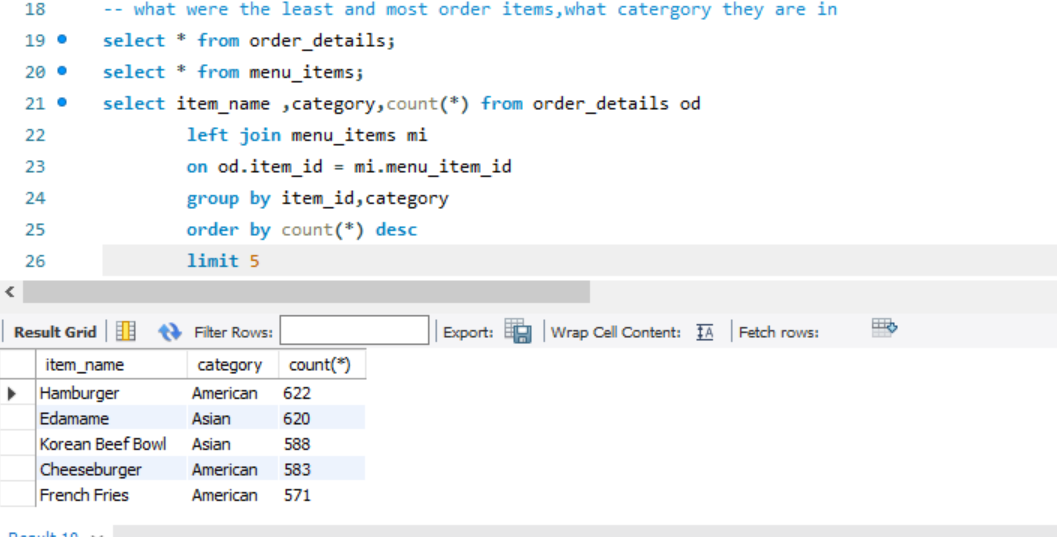 18 -- what were the least and most order items,what catergory they are in
19 select * from order_details;
20 select * from menu_items;
21 select item_name ,category,count(*) from order_details od
22 left join menu_items mi
23 on od.item_id = mi.menu_item_id
24 group by item_id,category
25 order by count(*) desc
26 limit 5
Result Grid Filter Rows: Export: Wrap Cell Content: Fetch rows:
item_name category count(*)
Hamburger American 622
Edamame Asian 620
Korean Beef Bowl Asian 588
Cheeseburger American 583
French Fries American 571